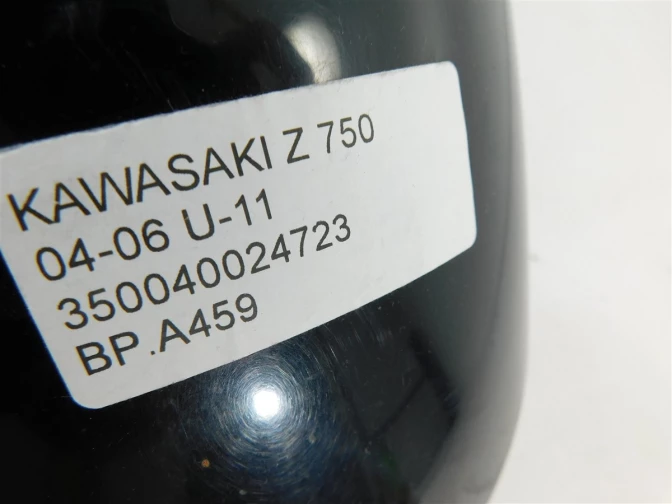 KAWASAKI Z 750
04-06 U-11
350040024723
BP.A459